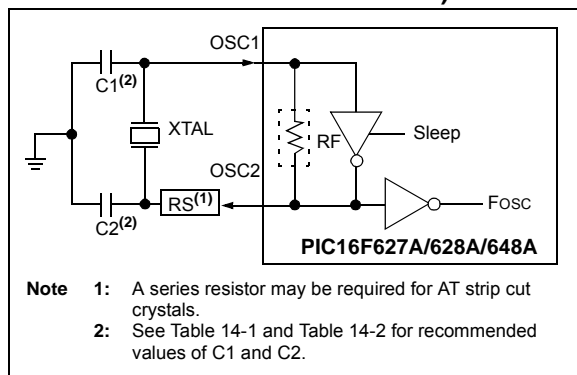 OSC1
C1(2)
XTAL
RF
Sleep
OSC2
RS(1)
C2(2)
FOSC
PIC16F627A/628A/648A
Note 1: A series resistor may be required for AT strip cut
crystals.
2: See Table 14-1 and Table 14-2 for recommended
values of C1 and C2.